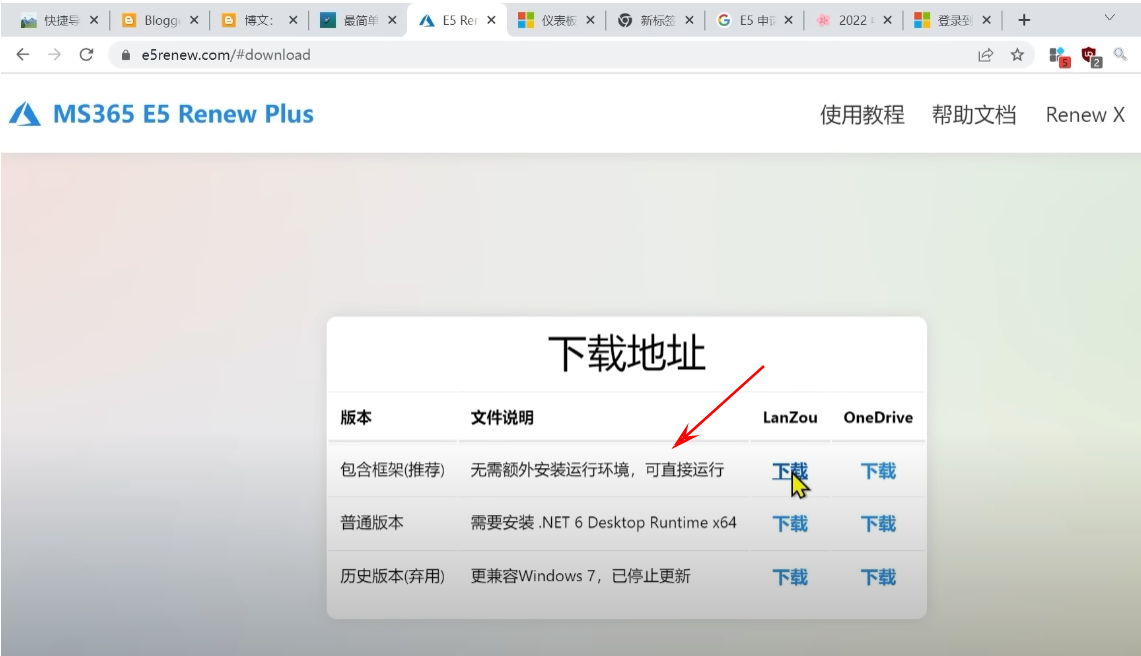 快捷导 Blogg 博文: 最简单 E5 Rer 仪表板 新标签 E5 申请 2022 登录到
e5renew.com/#download
5 2
MS365 E5 Renew Plus 使用教程 帮助文档 Renew X
下载地址
版本 文件说明 LanZou OneDrive
包含框架(推荐) 无需额外安装运行环境，可直接运行 下载 下载
普通版本 需要安装 .NET 6 Desktop Runtime x64 下载 下载
历史版本(弃用) 更兼容Windows 7，已停止更新 下载 下载